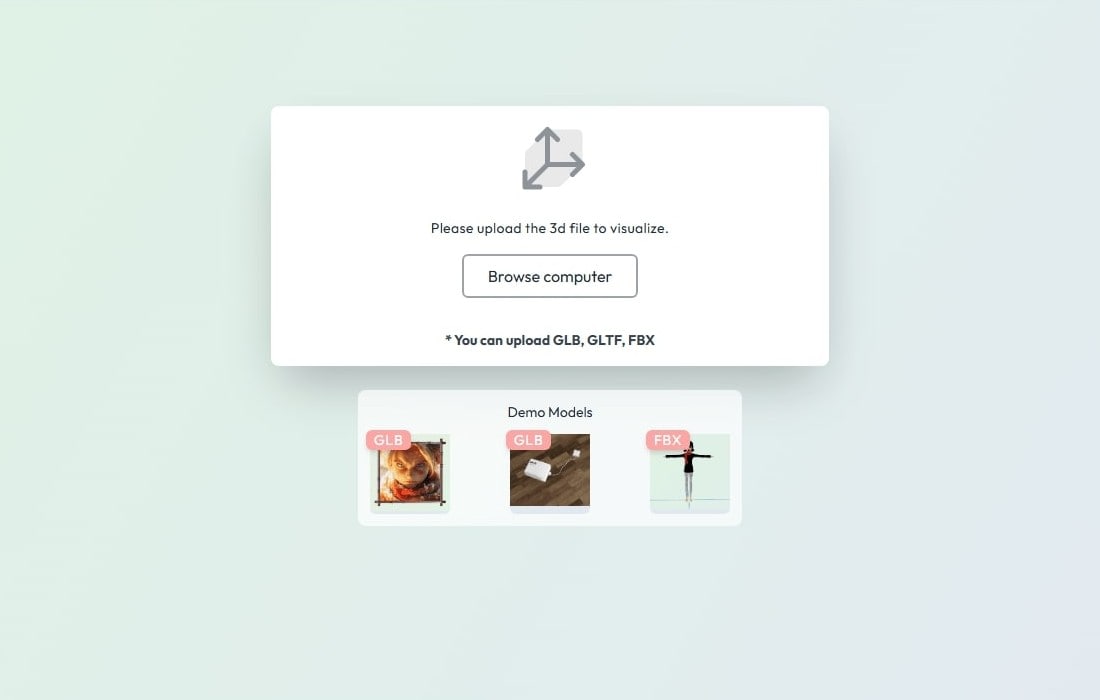 Please upload the 3d file to visualize.
Browse computer
* You can upload GLB, GLTF, FBX
Demo Models
GLB
GLB
FBX